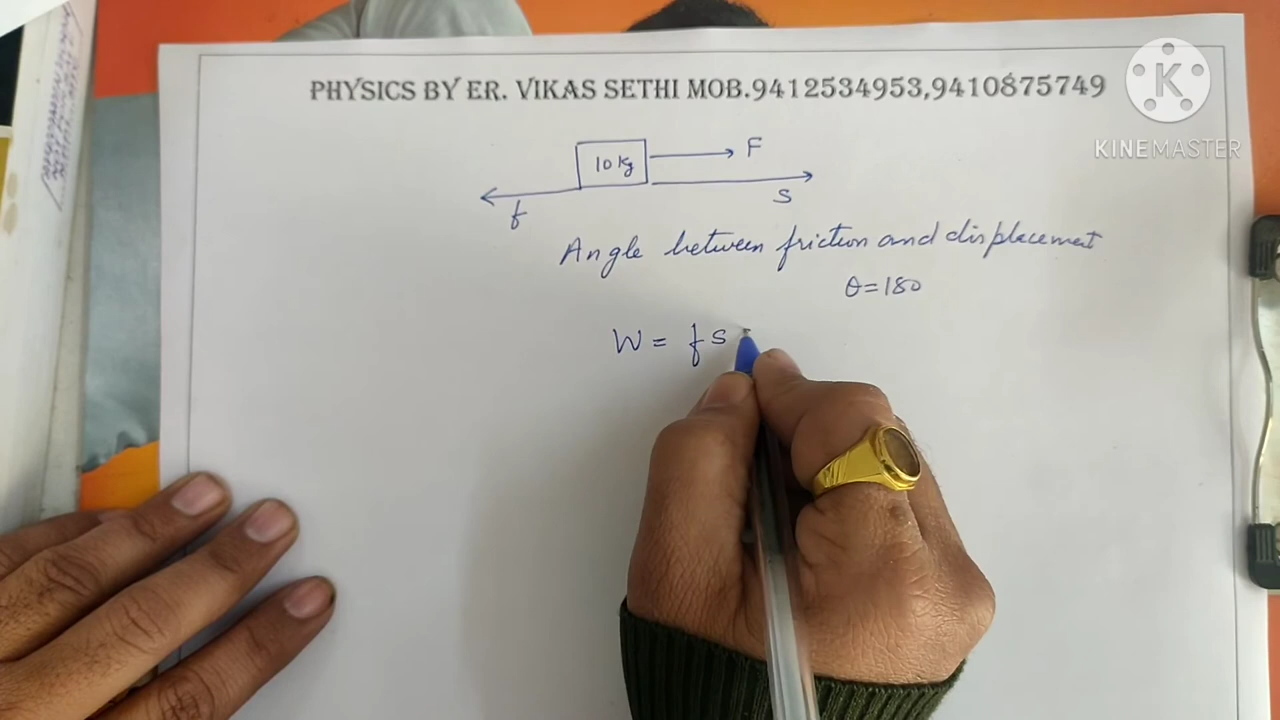 PHYSICS BY ER. VIKAS SETHI MOB.9412534953,9410875749
K
KINEMASTER
10 kg
F
f
S
Angle between friction and displacement
θ=180
W = f S